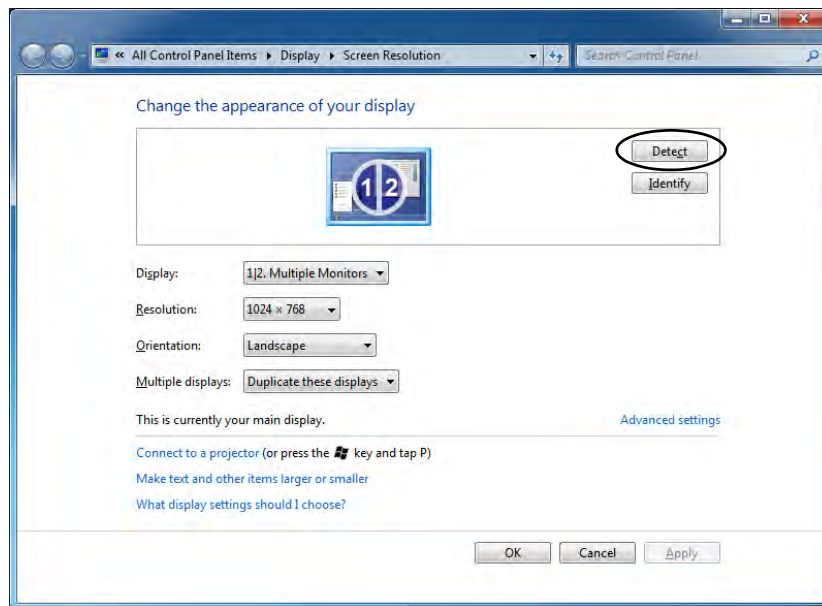 « All Control Panel Items ▸ Display ▸ Screen Resolution
Search Control Panel
Change the appearance of your display
1|2
Detect
Identify
Display: 1|2. Multiple Monitors
Resolution: 1024 × 768
Orientation: Landscape
Multiple displays: Duplicate these displays
This is currently your main display. Advanced settings
Connect to a projector (or press the key and tap P)
Make text and other items larger or smaller
What display settings should I choose?
OK Cancel Apply